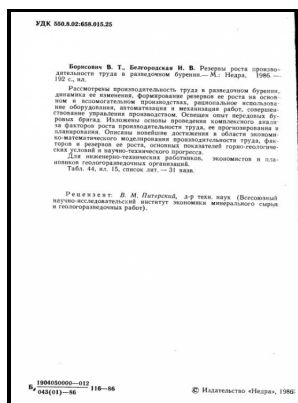 УДК 550.8.02:658.015.25
Борисович В. Т., Белгородская И. В. Резервы роста произво-
дительности труда в разведочном бурении.— М.: Недра, 1986.—
192 с., ил.
Рассмотрены производительность труда в разведочном бурении,
динамика ее изменения, формирование резервов ее роста на основ-
ном и вспомогательном производствах, рациональное использова-
ние оборудования, автоматизация и механизация работ, совершен-
ствование управления производством. Освещен опыт передовых бу-
ровых бригад. Изложены основы проведения комплексного анали-
за факторов роста производительности труда, ее прогнозирования и
планирования. Описаны новейшие достижения в области экономи-
ко-математического моделирования производительности труда, фак-
торов и резервов ее роста, основных показателей горно-геологиче-
ских условий и научно-технического прогресса.
Для инженерно-технических работников, экономистов и пла-
новиков геологоразведочных организаций.
Табл. 44, ил. 15, список лит. — 31 назв.
Рецензент: В. М. Питерский, д-р техн. наук (Всесоюзный
научно-исследовательский институт экономики минерального сырья
и геологоразведочных работ).
Б 1904050000—012
043(01)—86 116—86
© Издательство «Недра», 1986